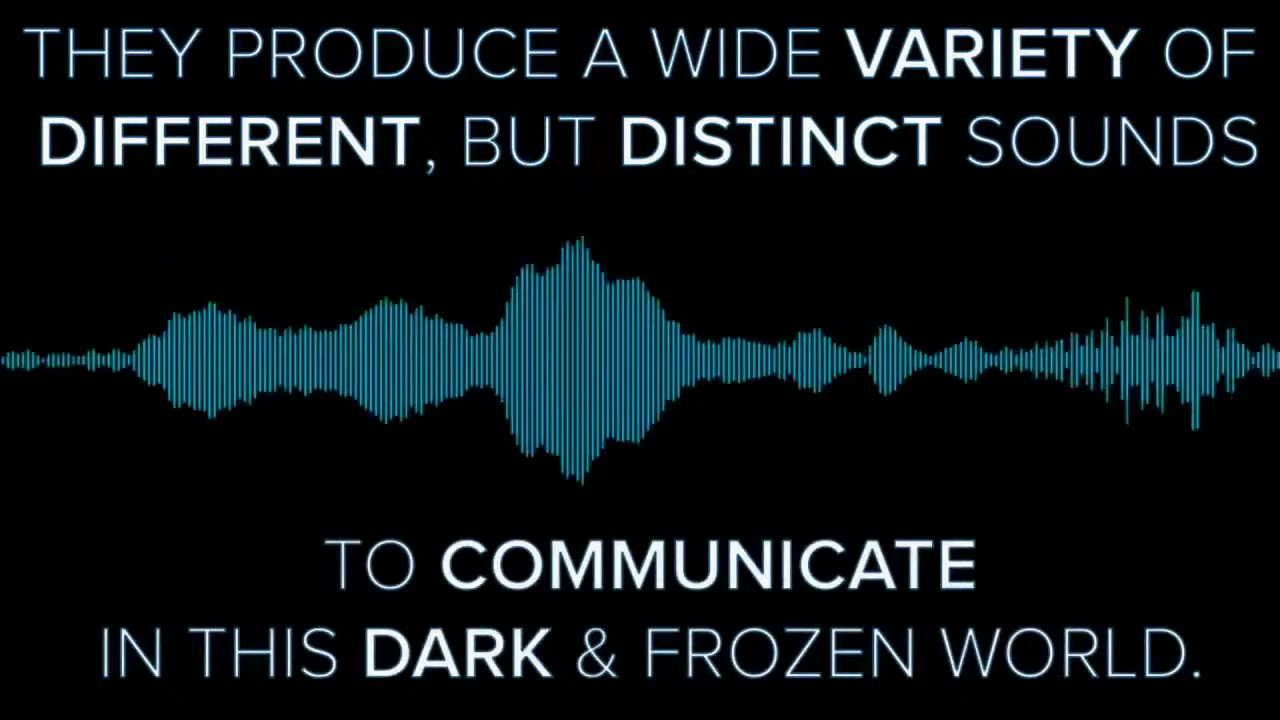 THEY PRODUCE A WIDE VARIETY OF
DIFFERENT, BUT DISTINCT SOUNDS
TO COMMUNICATE
IN THIS DARK & FROZEN WORLD.